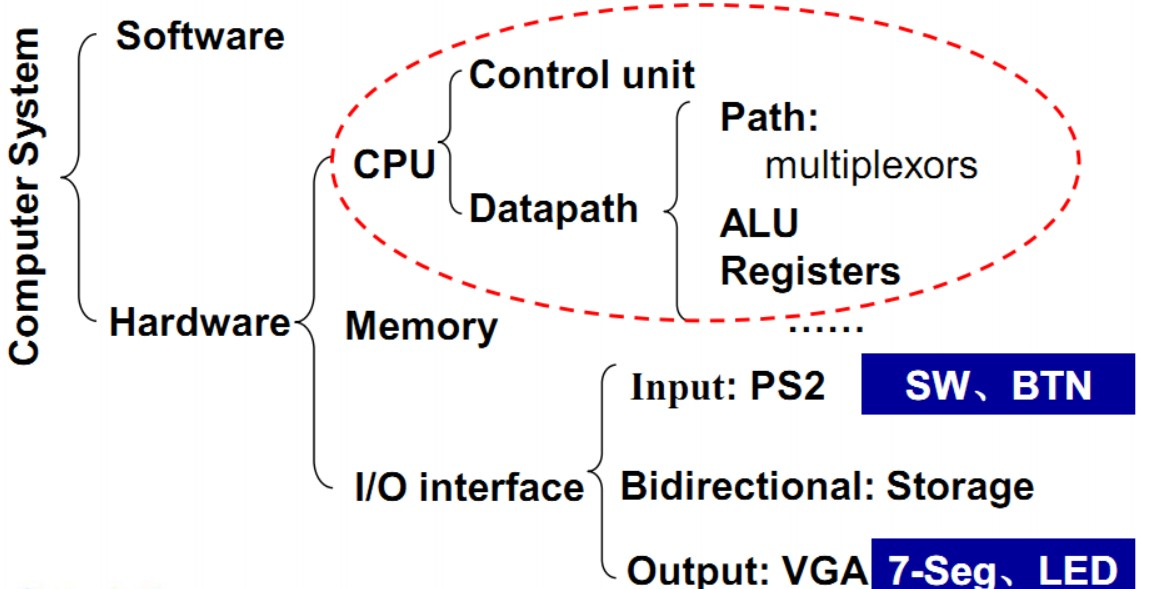 Computer System
Software
Hardware
CPU
Control unit
Datapath
Path:
multiplexors
ALU
Registers
......
Memory
I/O interface
Input: PS2 SW、BTN
Bidirectional: Storage
Output: VGA 7-Seg、LED